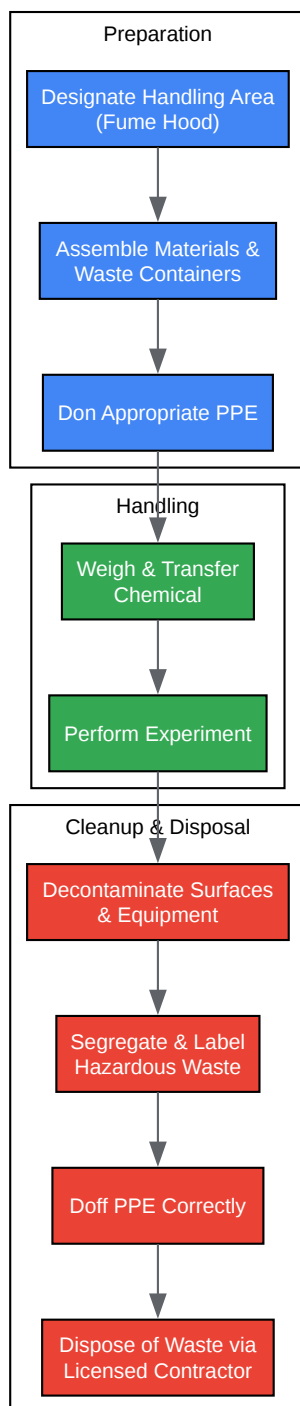 Preparation
Designate Handling Area
(Fume Hood)
Assemble Materials &
Waste Containers
Don Appropriate PPE
Handling
Weigh & Transfer
Chemical
Perform Experiment
Cleanup & Disposal
Decontaminate Surfaces
& Equipment
Segregate & Label
Hazardous Waste
Doff PPE Correctly
Dispose of Waste via
Licensed Contractor